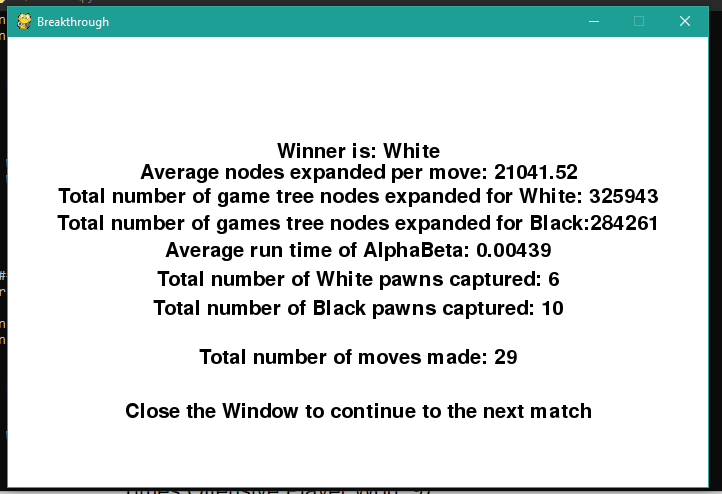 Breakthrough
Winner is: White
Average nodes expanded per move: 21041.52
Total number of game tree nodes expanded for White: 325943
Total number of games tree nodes expanded for Black:284261
Average run time of AlphaBeta: 0.00439
Total number of White pawns captured: 6
Total number of Black pawns captured: 10
Total number of moves made: 29
Close the Window to continue to the next match